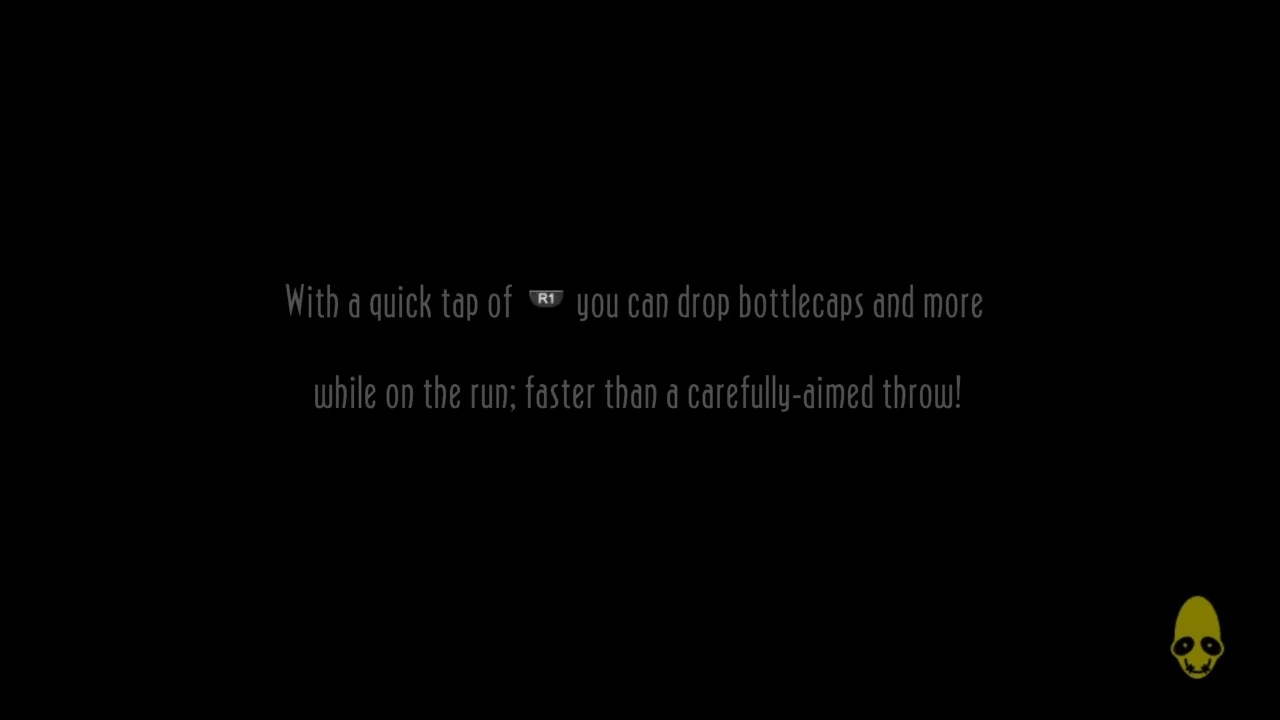 With a quick tap of R1 you can drop bottlecaps and more
while on the run; faster than a carefully-aimed throw!